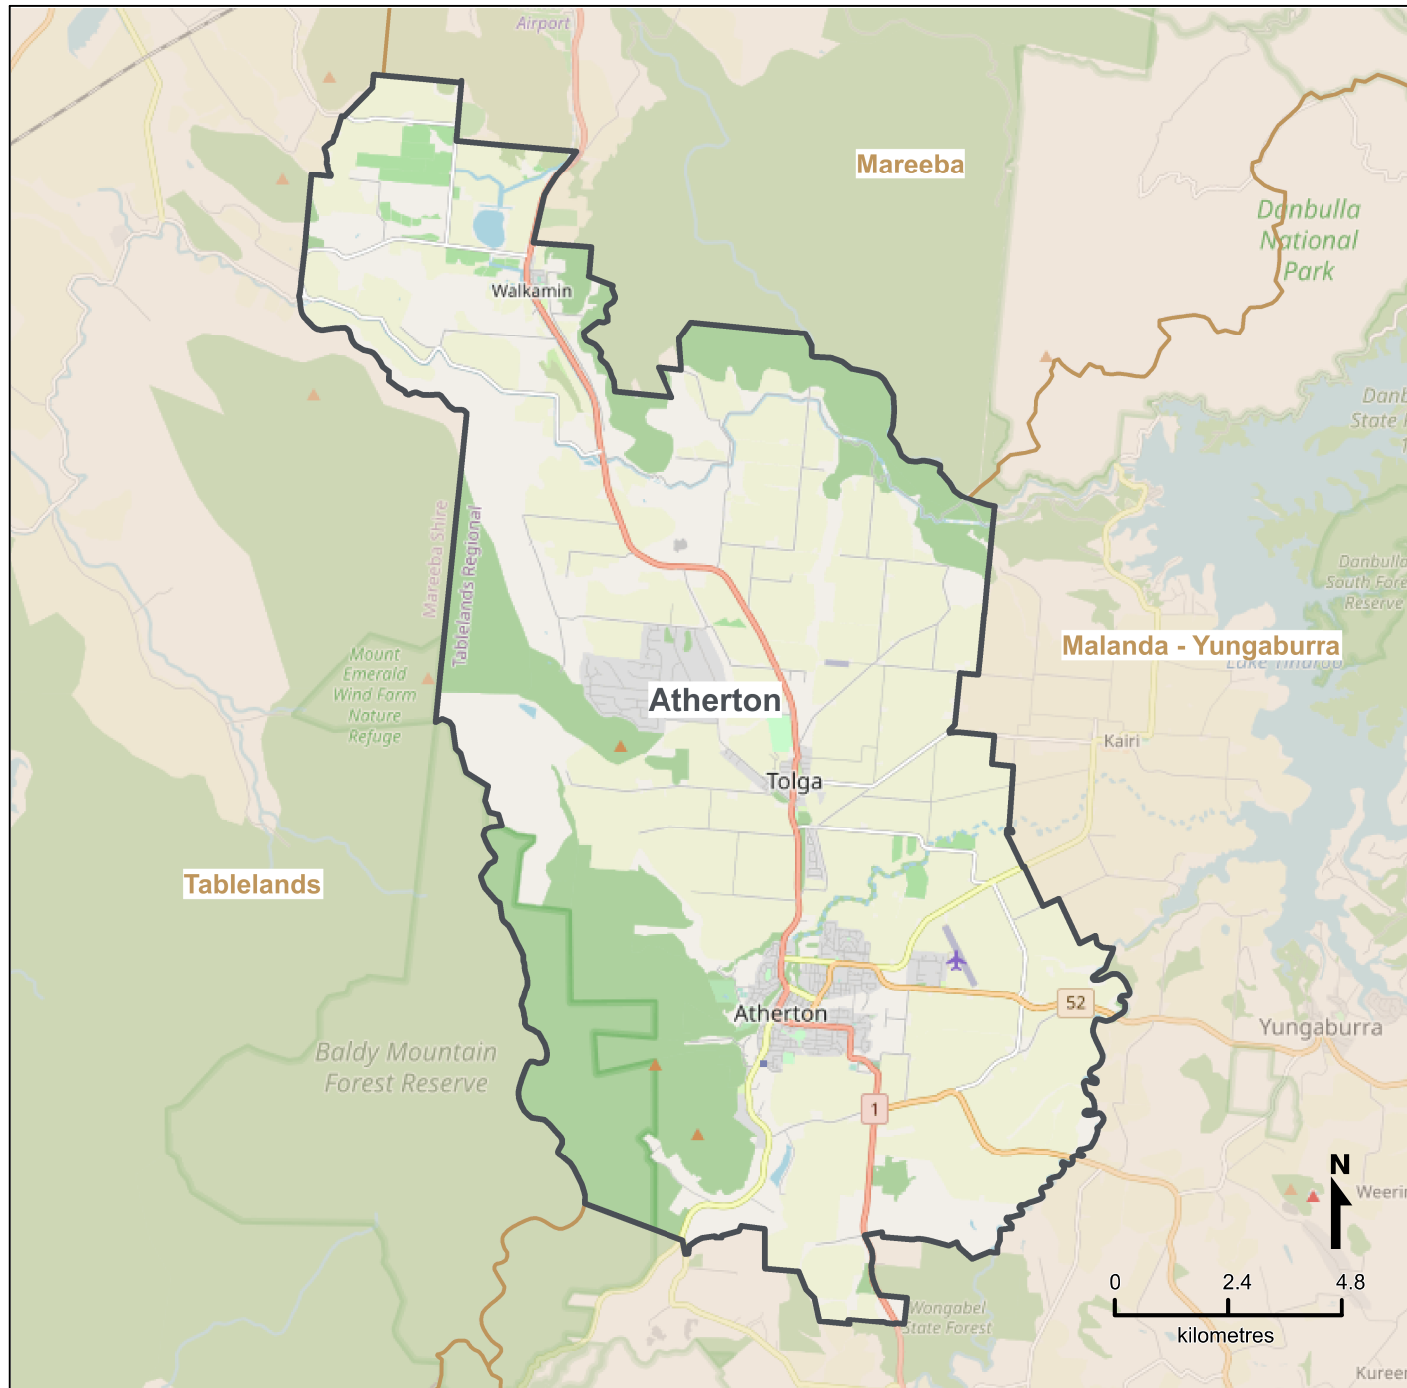 Airport
Mareeba
Danbulla
National
Park
Walkamin
Mareeba Shire
Tablelands Regional
Danbulla
South Fore
Reserve
Mount
Emerald
Wind Farm
Nature
Refuge
Malanda - Yungaburra
Lake Tinaroo
Atherton
Kairi
Tolga
Tablelands
52
Atherton
Yungaburra
Baldy Mountain
Forest Reserve
1
N
Weerin
0 2.4 4.8
kilometres
Wongabel
State Forest
Kureen